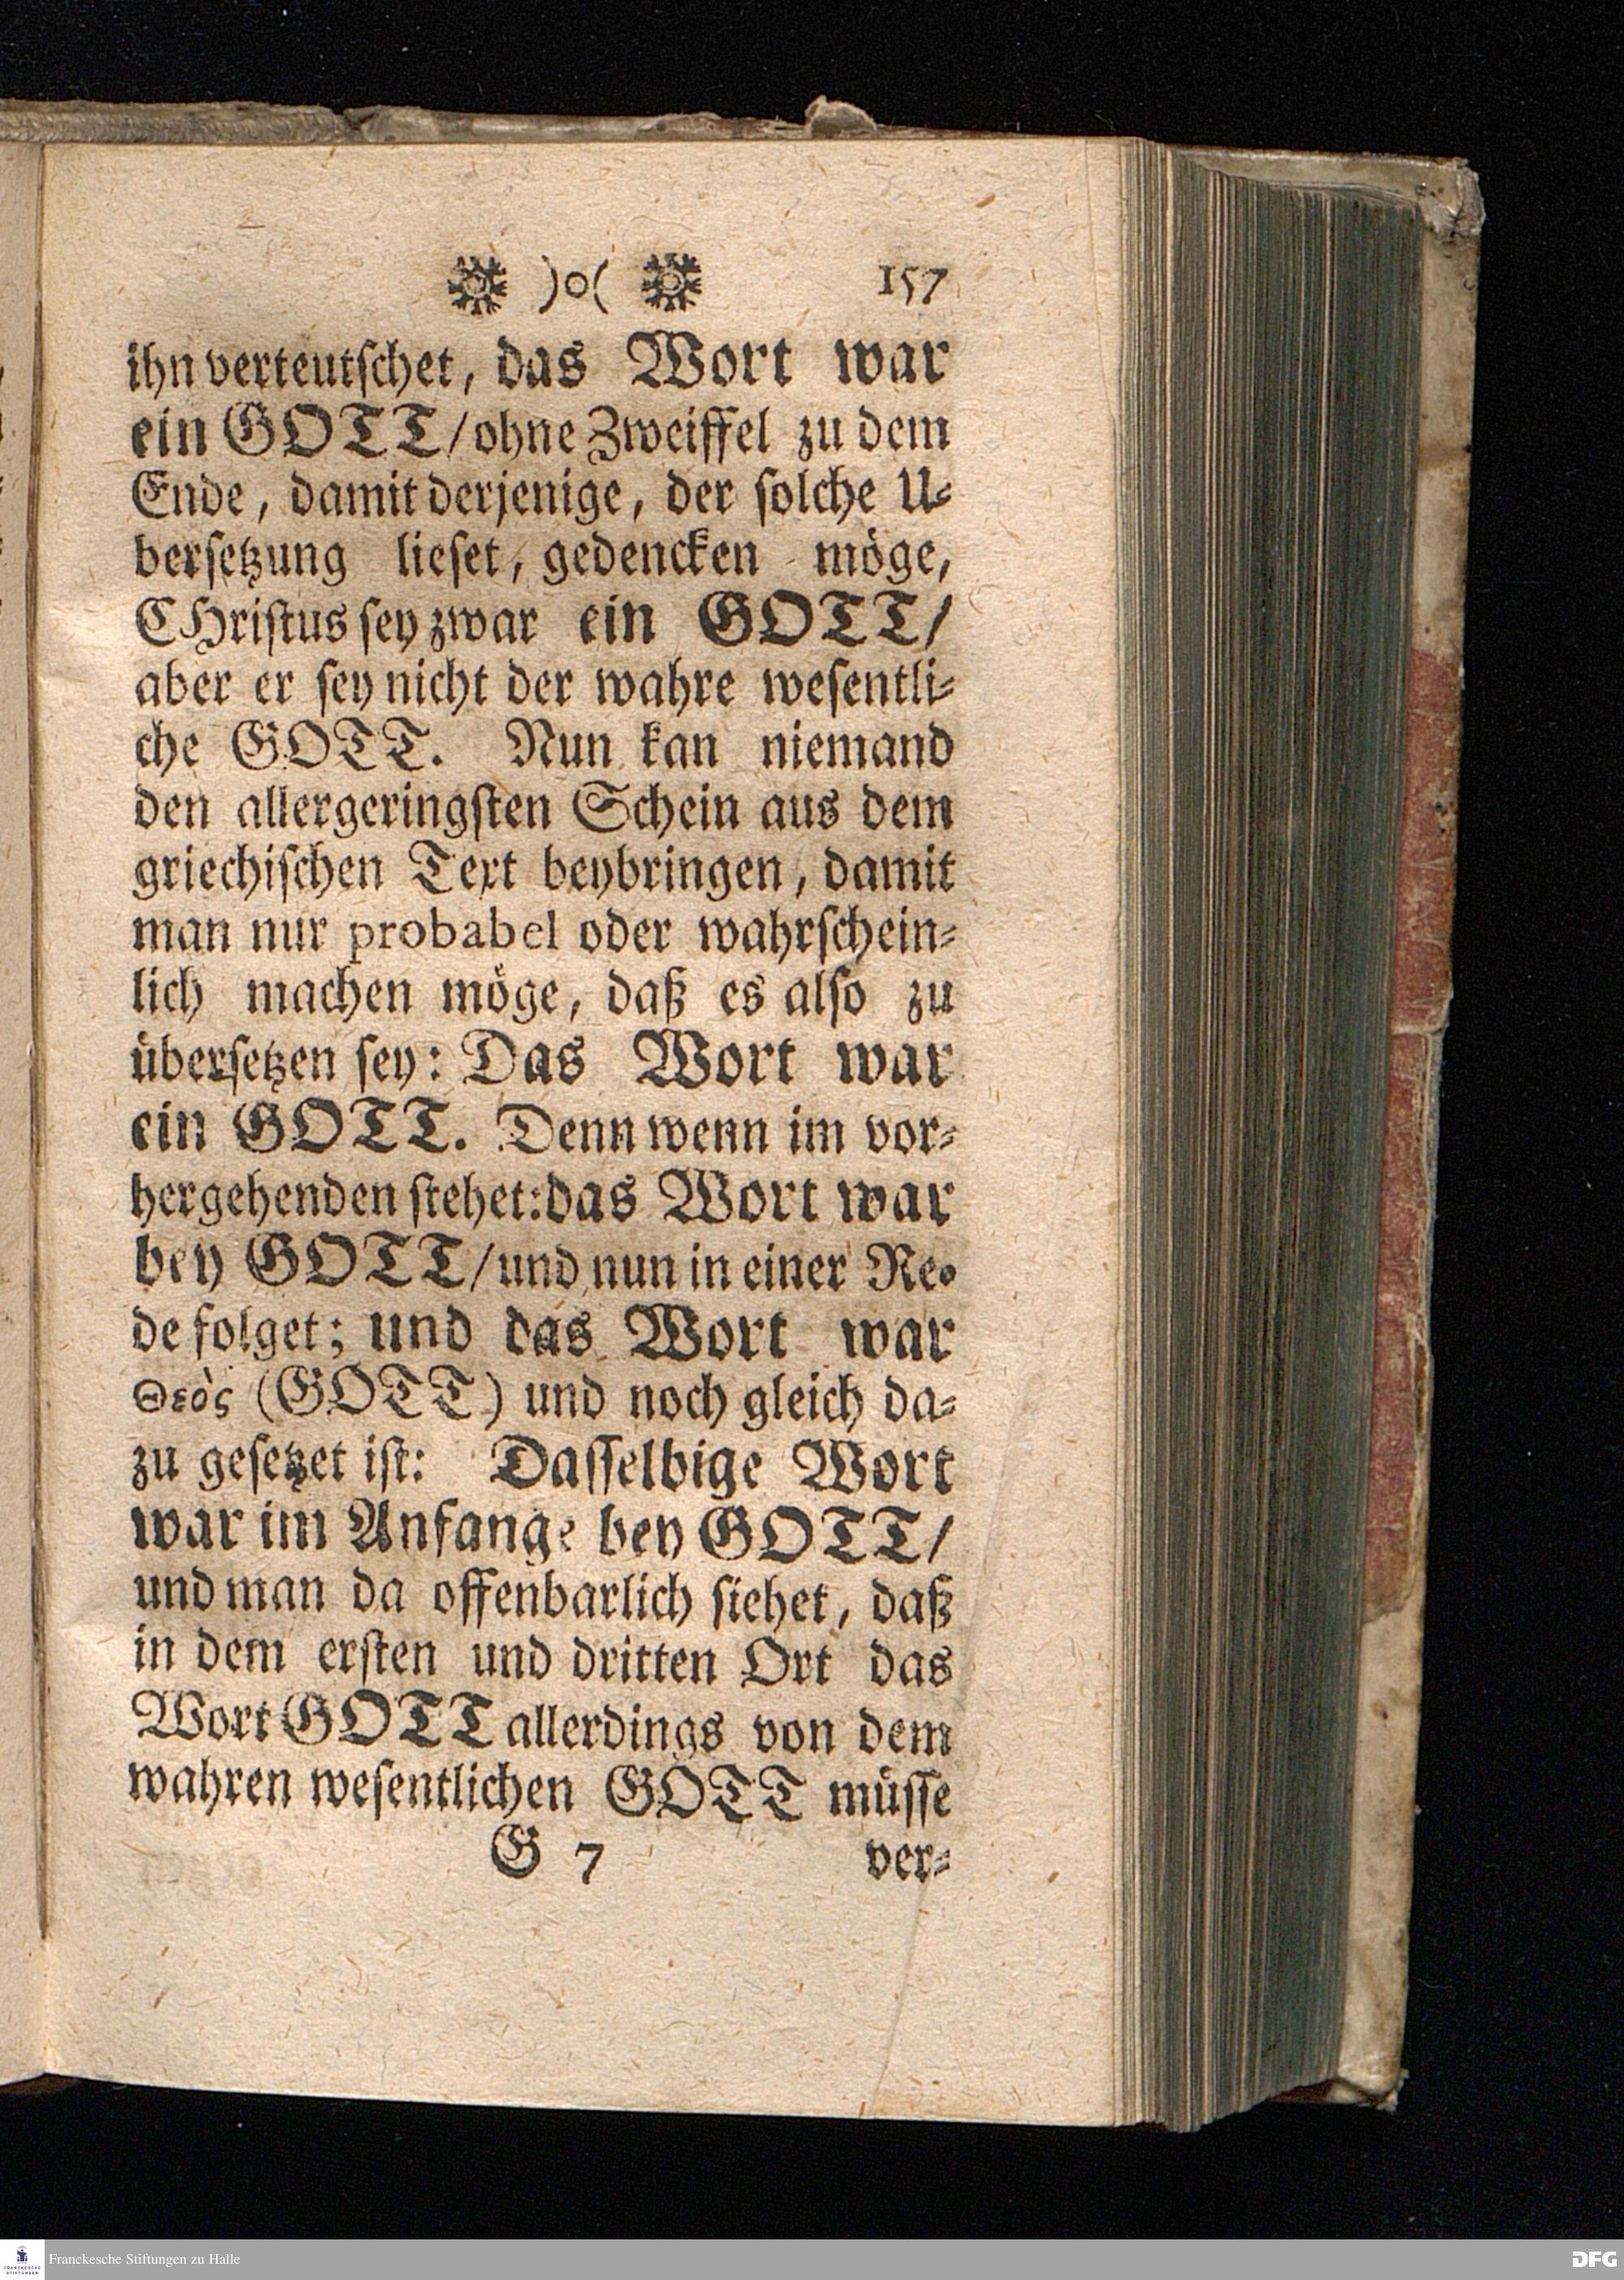 )o( 157
ihn verteutſchet, das Wort war
ein GOTT/ ohne Zweiffel zu dem
Ende, damit derjenige, der ſolche U-
berſetzung lieſet, gedencken möge,
CHriſtus ſey zwar ein GOTT/
aber er ſey nicht der wahre weſentli-
che GOTT. Nun kan niemand
den allergeringſten Schein aus dem
griechiſchen Text beybringen, damit
man nur probabel oder wahrſchein-
lich machen möge, daß es alſo zu
überſetzen ſey: Das Wort war
ein GOTT. Denn wenn im vor-
hergehenden ſtehet: das Wort war
bey GOTT/ und nun in einer Re-
de folget; und das Wort war
Θεὸς (GOTT) und noch gleich da-
zu geſetzet iſt: Daſſelbige Wort
war im Anfange bey GOTT/
und man da offenbarlich ſiehet, daß
in dem erſten und dritten Ort das
Wort GOTT allerdings von dem
wahren weſentlichen GOTT müſſe
G 7 ver-
FRANCKESCHE STIFTUNGEN
Franckesche Stiftungen zu Halle
DFG